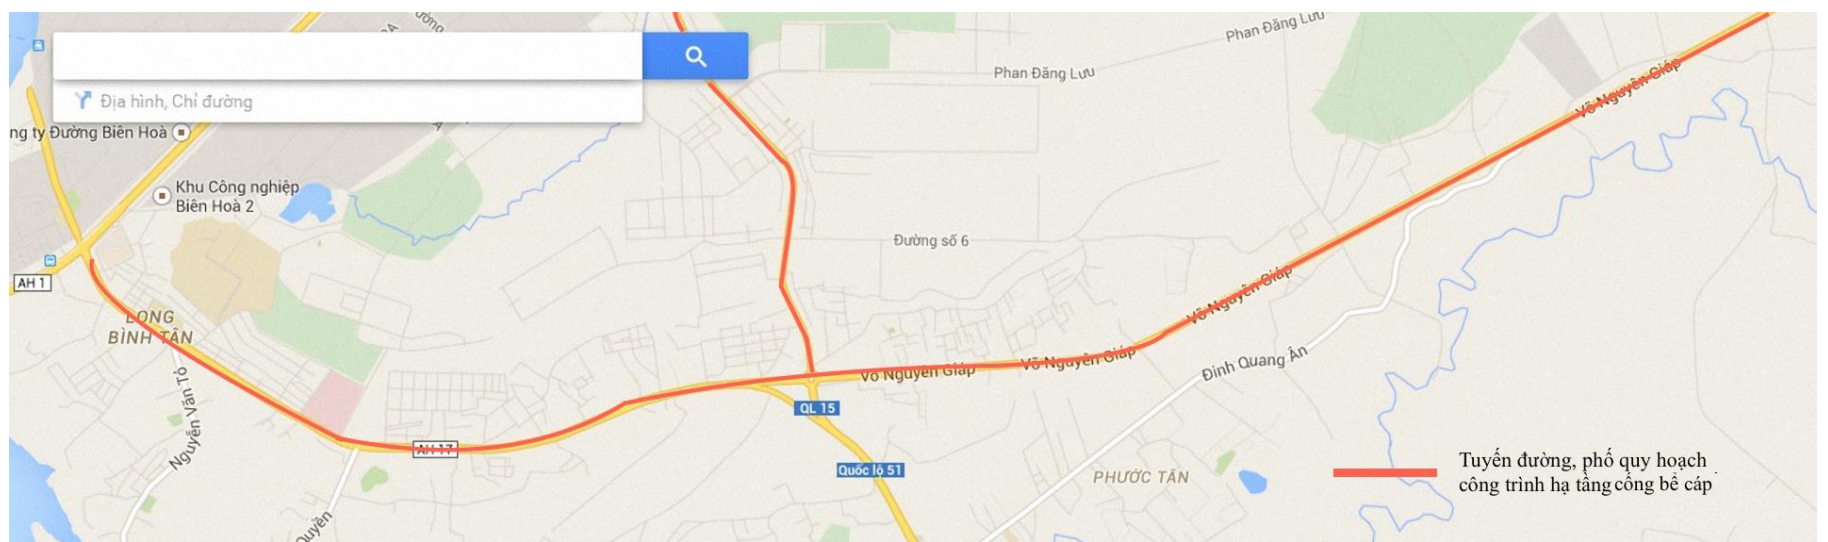 Phan Đăng Lưu
Phan Đăng Lưu
Võ Nguyên Giáp
Địa hình, Chỉ đường
ng ty Đường Biên Hoà
Khu Công nghiệp
Biên Hoà 2
Đường số 6
AH 1
LONG
BÌNH TÂN
Võ Nguyên Giáp
Võ Nguyên Giáp
Võ Nguyên Giáp
Đinh Quang Ân
Nguyễn Văn Tỏ
QL 15
AH 17
Quốc lộ 51
PHƯỚC TÂN
Quyền
Tuyến đường, phố quy hoạch
công trình hạ tầng cống bể cáp